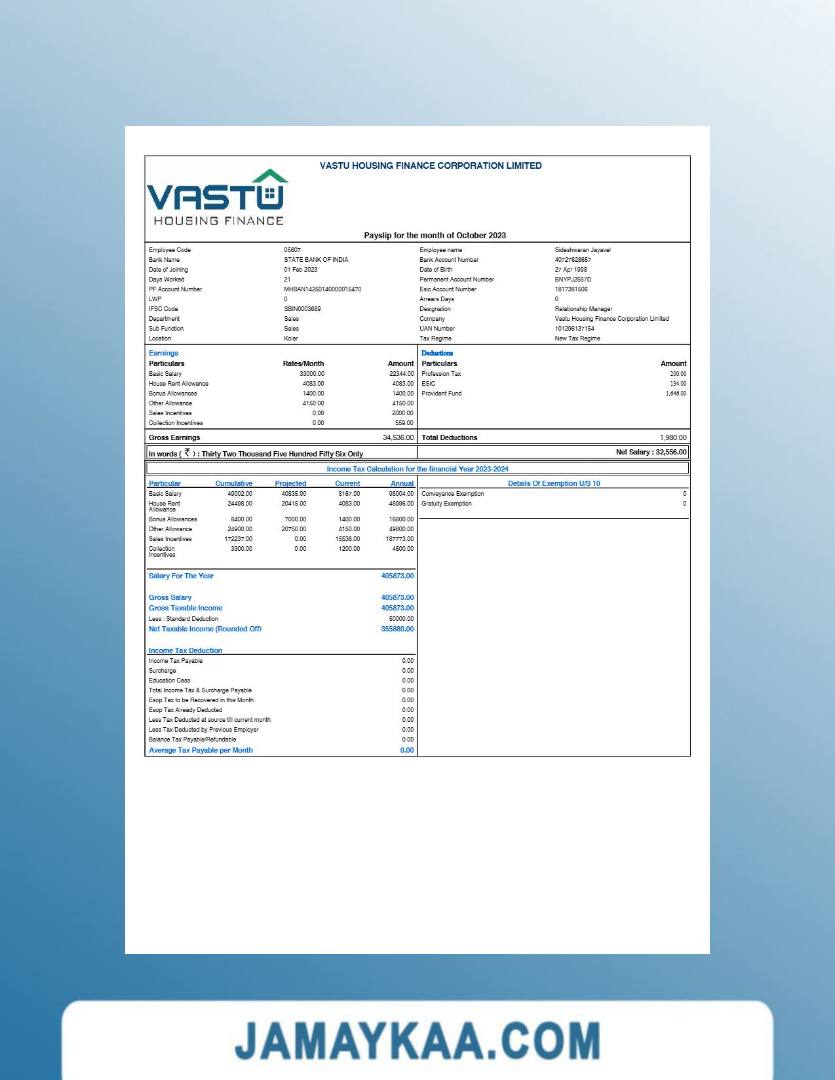 VASTU HOUSING FINANCE CORPORATION LIMITED
VASTU
HOUSING FINANCE
Payslip for the month of October 2023
Employee Code 05607 Employee name Sideshwaran Jayavel
Bank Name STATE BANK OF INDIA Bank Account Number 40727628657
Date of Joining 01 Feb 2023 Date of Birth 27 Apr 1998
Days Worked 21 Permanent Account Number
PF Account Number Esic Account Number 1817381506
LWP 0 Arrears Days 0
IFSC Code SBIN0003689 Designation Relationship Manager
Department Sales Company Vastu Housing Finance Corporation Limited
Sub Function Sales UAN Number 101296137154
Location Kolar Tax Regime New Tax Regime
Earnings Deductions
Particulars Rates/Month Amount Particulars Amount
Basic Salary 33000.00 22344.00 Profession Tax 200.00
House Rent Allowance 4083.00 4083.00 ESIC 134.00
Bonus Allowances 1400.00 1400.00 Provident Fund 1,646.00
Other Allowance 4150.00 4150.00
Sales Incentives 0.00 2000.00
Collection Incentives 0.00 559.00
Gross Earnings 34,536.00 Total Deductions 1,980.00
In words ( ₹ ) : Thirty Two Thousand Five Hundred Fifty Six Only Net Salary : 32,556.00
Income Tax Calculation for the financial Year 2023-2024
Particular Cumulative Projected Current Annual Details Of Exemption U/S 10
Basic Salary 49002.00 40835.00 8167.00 98004.00 Conveyance Exemption 0
House Rent 24498.00 20415.00 4083.00 48996.00 Gratuity Exemption 0
Allowance
Bonus Allowances 8400.00 7000.00 1400.00 16800.00
Other Allowance 24900.00 20750.00 4150.00 49800.00
Sales Incentives 172237.00 0.00 15536.00 187773.00
Collection 3300.00 0.00 1200.00 4500.00
Incentives
Salary For The Year 405873.00
Gross Salary 405873.00
Gross Taxable Income 405873.00
Less : Standard Deduction 50000.00
Net Taxable Income (Rounded Off) 355880.00
Income Tax Deduction
Income Tax Payable 0.00
Surcharge 0.00
Education Cess 0.00
Total Income Tax & Surcharge Payable 0.00
Esop Tax to be Recovered in this Month 0.00
Esop Tax Already Deducted 0.00
Less Tax Deducted at source till current month 0.00
Less Tax Deducted by Previous Employer 0.00
Balance Tax Payable/Refundable 0.00
Average Tax Payable per Month 0.00
JAMAYKAA.COM